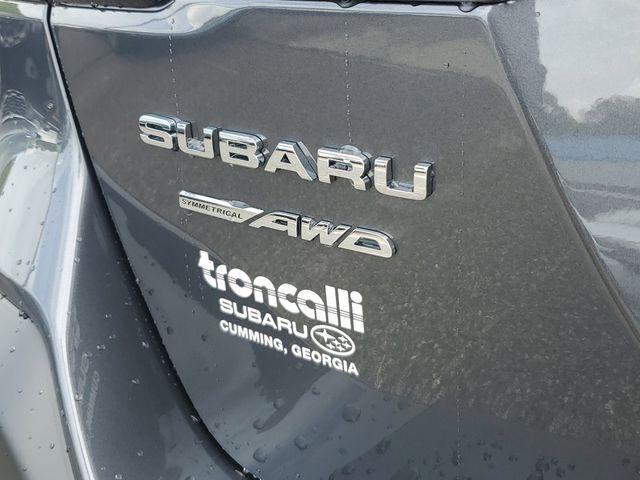 SUBARU
SYMMETRICAL AWD
troncalli
SUBARU
CUMMING, GEORGIA